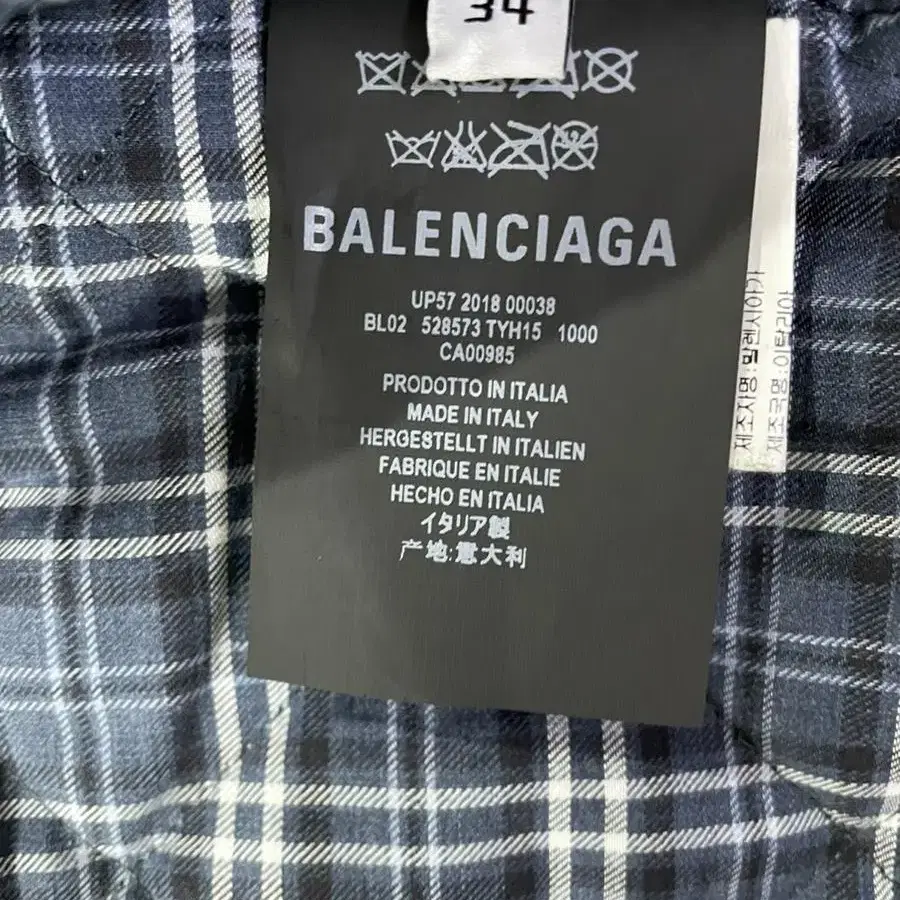 34
BALENCIAGA
UP57 2018 00038
BL02 528573 TYH15 1000
CA00985
PRODOTTO IN ITALIA
MADE IN ITALY
HERGESTELLT IN ITALIEN
FABRIQUE EN ITALIE
HECHO EN ITALIA
イタリア製
产地:意大利